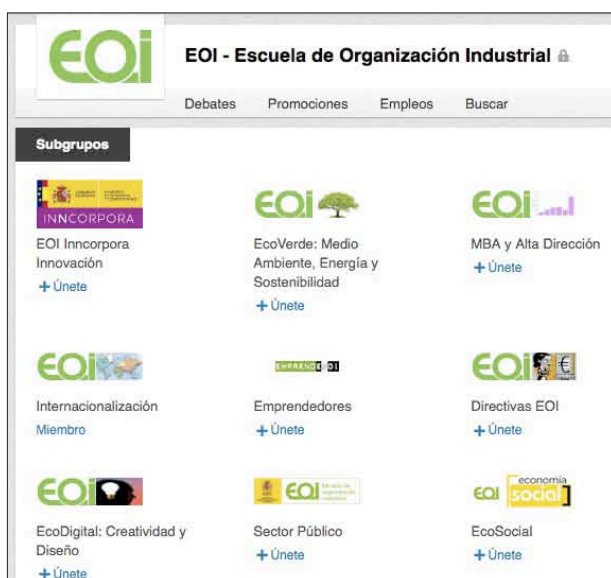 EOI
EOI - Escuela de Organización Industrial
Debates Promociones Empleos Buscar
Subgrupos
INNCORPORA
EOI
EOI
EOI Inncorpora
Innovación
+ Únete
EcoVerde: Medio
Ambiente, Energía y
Sostenibilidad
+ Únete
MBA y Alta Dirección
+ Únete
EOI
EMPRENDE EOI
EOI
Internacionalización
Miembro
Emprendedores
+ Únete
Directivas EOI
+ Únete
EOI
EOI
EOI
economía
social
EcoDigital: Creatividad y
Diseño
+ Únete
Sector Público
+ Únete
EcoSocial
+ Únete